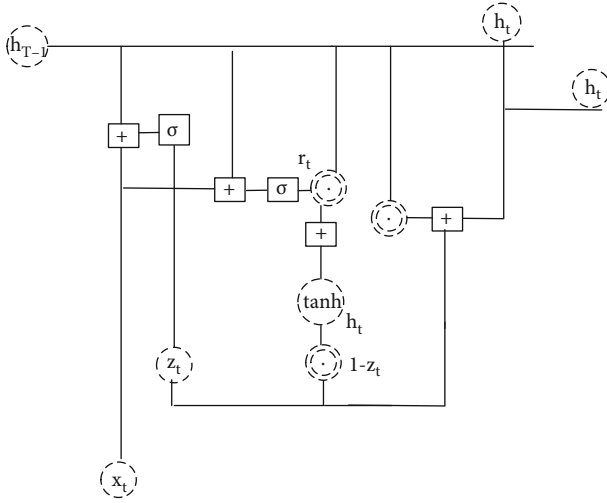 h_t
h_{T-1}
h_t
+ σ
r_t
+ σ ·
· +
+
tanh
h_t
z_t · 1-z_t
x_t